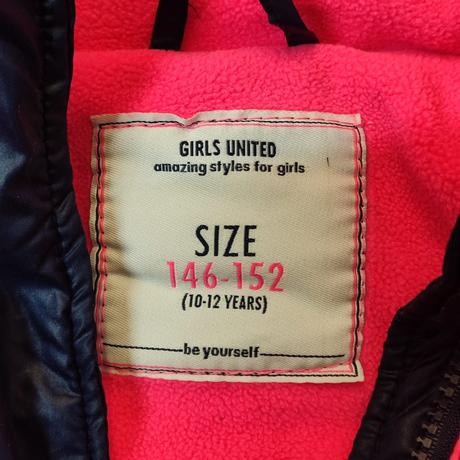 GIRLS UNITED
amazing styles for girls
SIZE
146-152
(10-12 YEARS)
be yourself